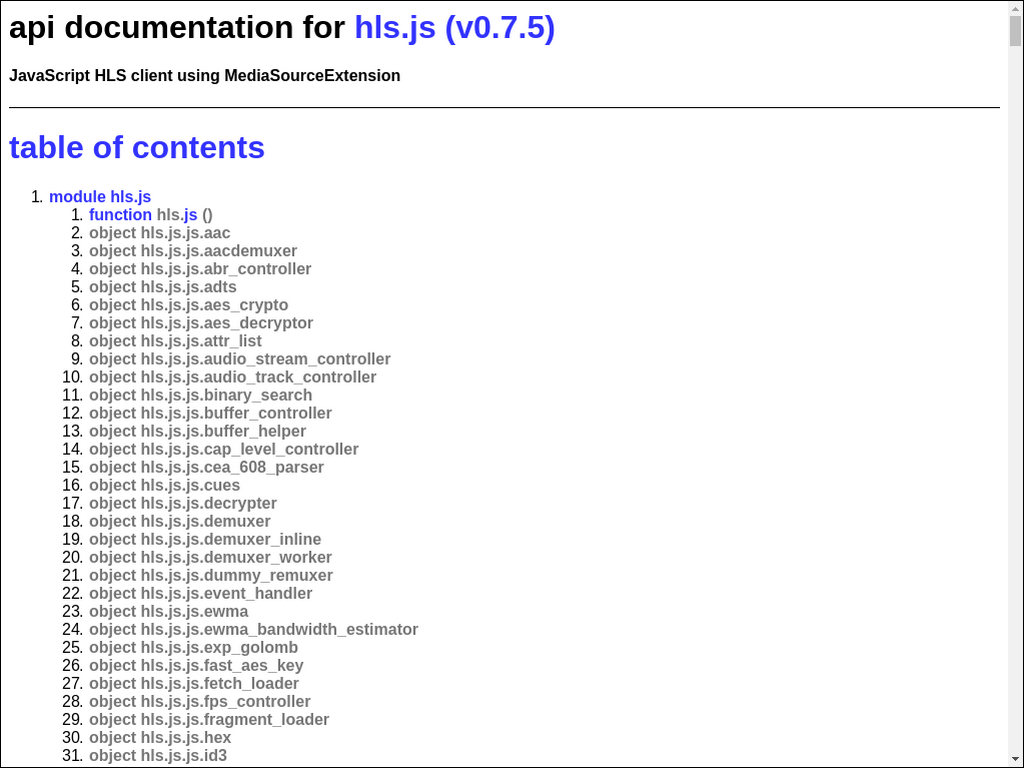 api documentation for hls.js (v0.7.5)
JavaScript HLS client using MediaSourceExtension
table of contents
1. module hls.js
1. function hls.js ()
2. object hls.js.js.aac
3. object hls.js.js.aacdemuxer
4. object hls.js.js.abr_controller
5. object hls.js.js.adts
6. object hls.js.js.aes_crypto
7. object hls.js.js.aes_decryptor
8. object hls.js.js.attr_list
9. object hls.js.js.audio_stream_controller
10. object hls.js.js.audio_track_controller
11. object hls.js.js.binary_search
12. object hls.js.js.buffer_controller
13. object hls.js.js.buffer_helper
14. object hls.js.js.cap_level_controller
15. object hls.js.js.cea_608_parser
16. object hls.js.js.cues
17. object hls.js.js.decrypter
18. object hls.js.js.demuxer
19. object hls.js.js.demuxer_inline
20. object hls.js.js.demuxer_worker
21. object hls.js.js.dummy_remuxer
22. object hls.js.js.event_handler
23. object hls.js.js.ewma
24. object hls.js.js.ewma_bandwidth_estimator
25. object hls.js.js.exp_golomb
26. object hls.js.js.fast_aes_key
27. object hls.js.js.fetch_loader
28. object hls.js.js.fps_controller
29. object hls.js.js.fragment_loader
30. object hls.js.js.hex
31. object hls.js.js.id3